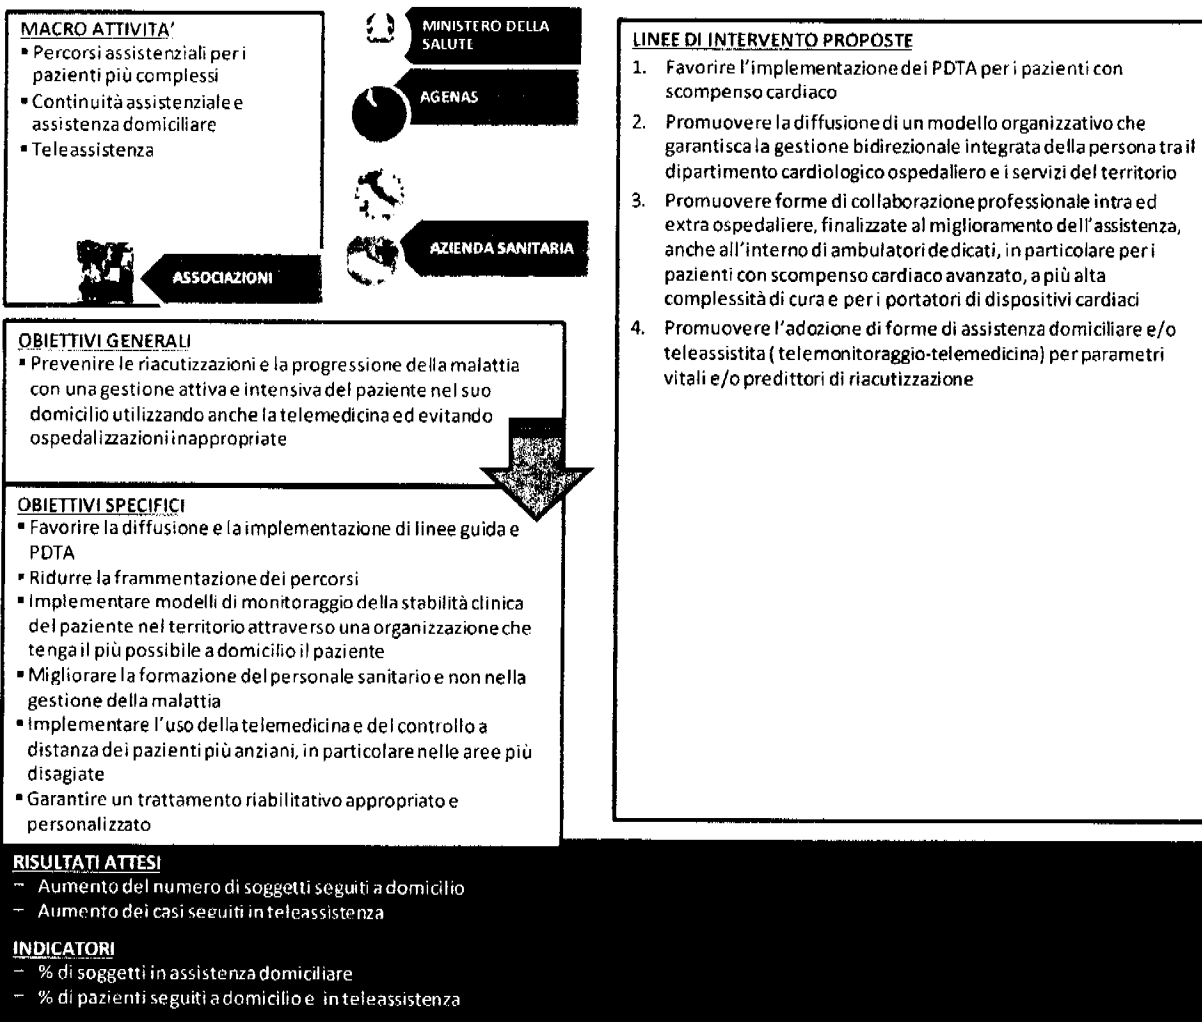 MACRO ATTIVITA'
▪ Percorsi assistenziali per i
pazienti più complessi
▪ Continuità assistenziale e
assistenza domiciliare
▪ Teleassistenza
MINISTERO DELLA
SALUTE
AGENAS
AZIENDA SANITARIA
ASSOCIAZIONI
OBIETTIVI GENERALI
▪ Prevenire le riacutizzazioni e la progressione della malattia
con una gestione attiva e intensiva del paziente nel suo
domicilio utilizzando anche la telemedicina ed evitando
ospedalizzazioni inappropriate
OBIETTIVI SPECIFICI
▪ Favorire la diffusione e la implementazione di linee guida e
PDTA
▪ Ridurre la frammentazione dei percorsi
▪ Implementare modelli di monitoraggio della stabilità clinica
del paziente nel territorio attraverso una organizzazione che
tenga il più possibile a domicilio il paziente
▪ Migliorare la formazione del personale sanitario e non nella
gestione della malattia
▪ Implementare l'uso della telemedicina e del controllo a
distanza dei pazienti più anziani, in particolare nelle aree più
disagiate
▪ Garantire un trattamento riabilitativo appropriato e
personalizzato
LINEE DI INTERVENTO PROPOSTE
1. Favorire l'implementazione dei PDTA per i pazienti con
scompenso cardiaco
2. Promuovere la diffusione di un modello organizzativo che
garantisca la gestione bidirezionale integrata della persona tra il
dipartimento cardiologico ospedaliero e i servizi del territorio
3. Promuovere forme di collaborazione professionale intra ed
extra ospedaliere, finalizzate al miglioramento dell'assistenza,
anche all'interno di ambulatori dedicati, in particolare per i
pazienti con scompenso cardiaco avanzato, a più alta
complessità di cura e per i portatori di dispositivi cardiaci
4. Promuovere l'adozione di forme di assistenza domiciliare e/o
teleassistita ( telemonitoraggio-telemedicina) per parametri
vitali e/o predittori di riacutizzazione
RISULTATI ATTESI
– Aumento del numero di soggetti seguiti a domicilio
– Aumento dei casi seguiti in teleassistenza
INDICATORI
– % di soggetti in assistenza domiciliare
– % di pazienti seguiti a domicilio e in teleassistenza